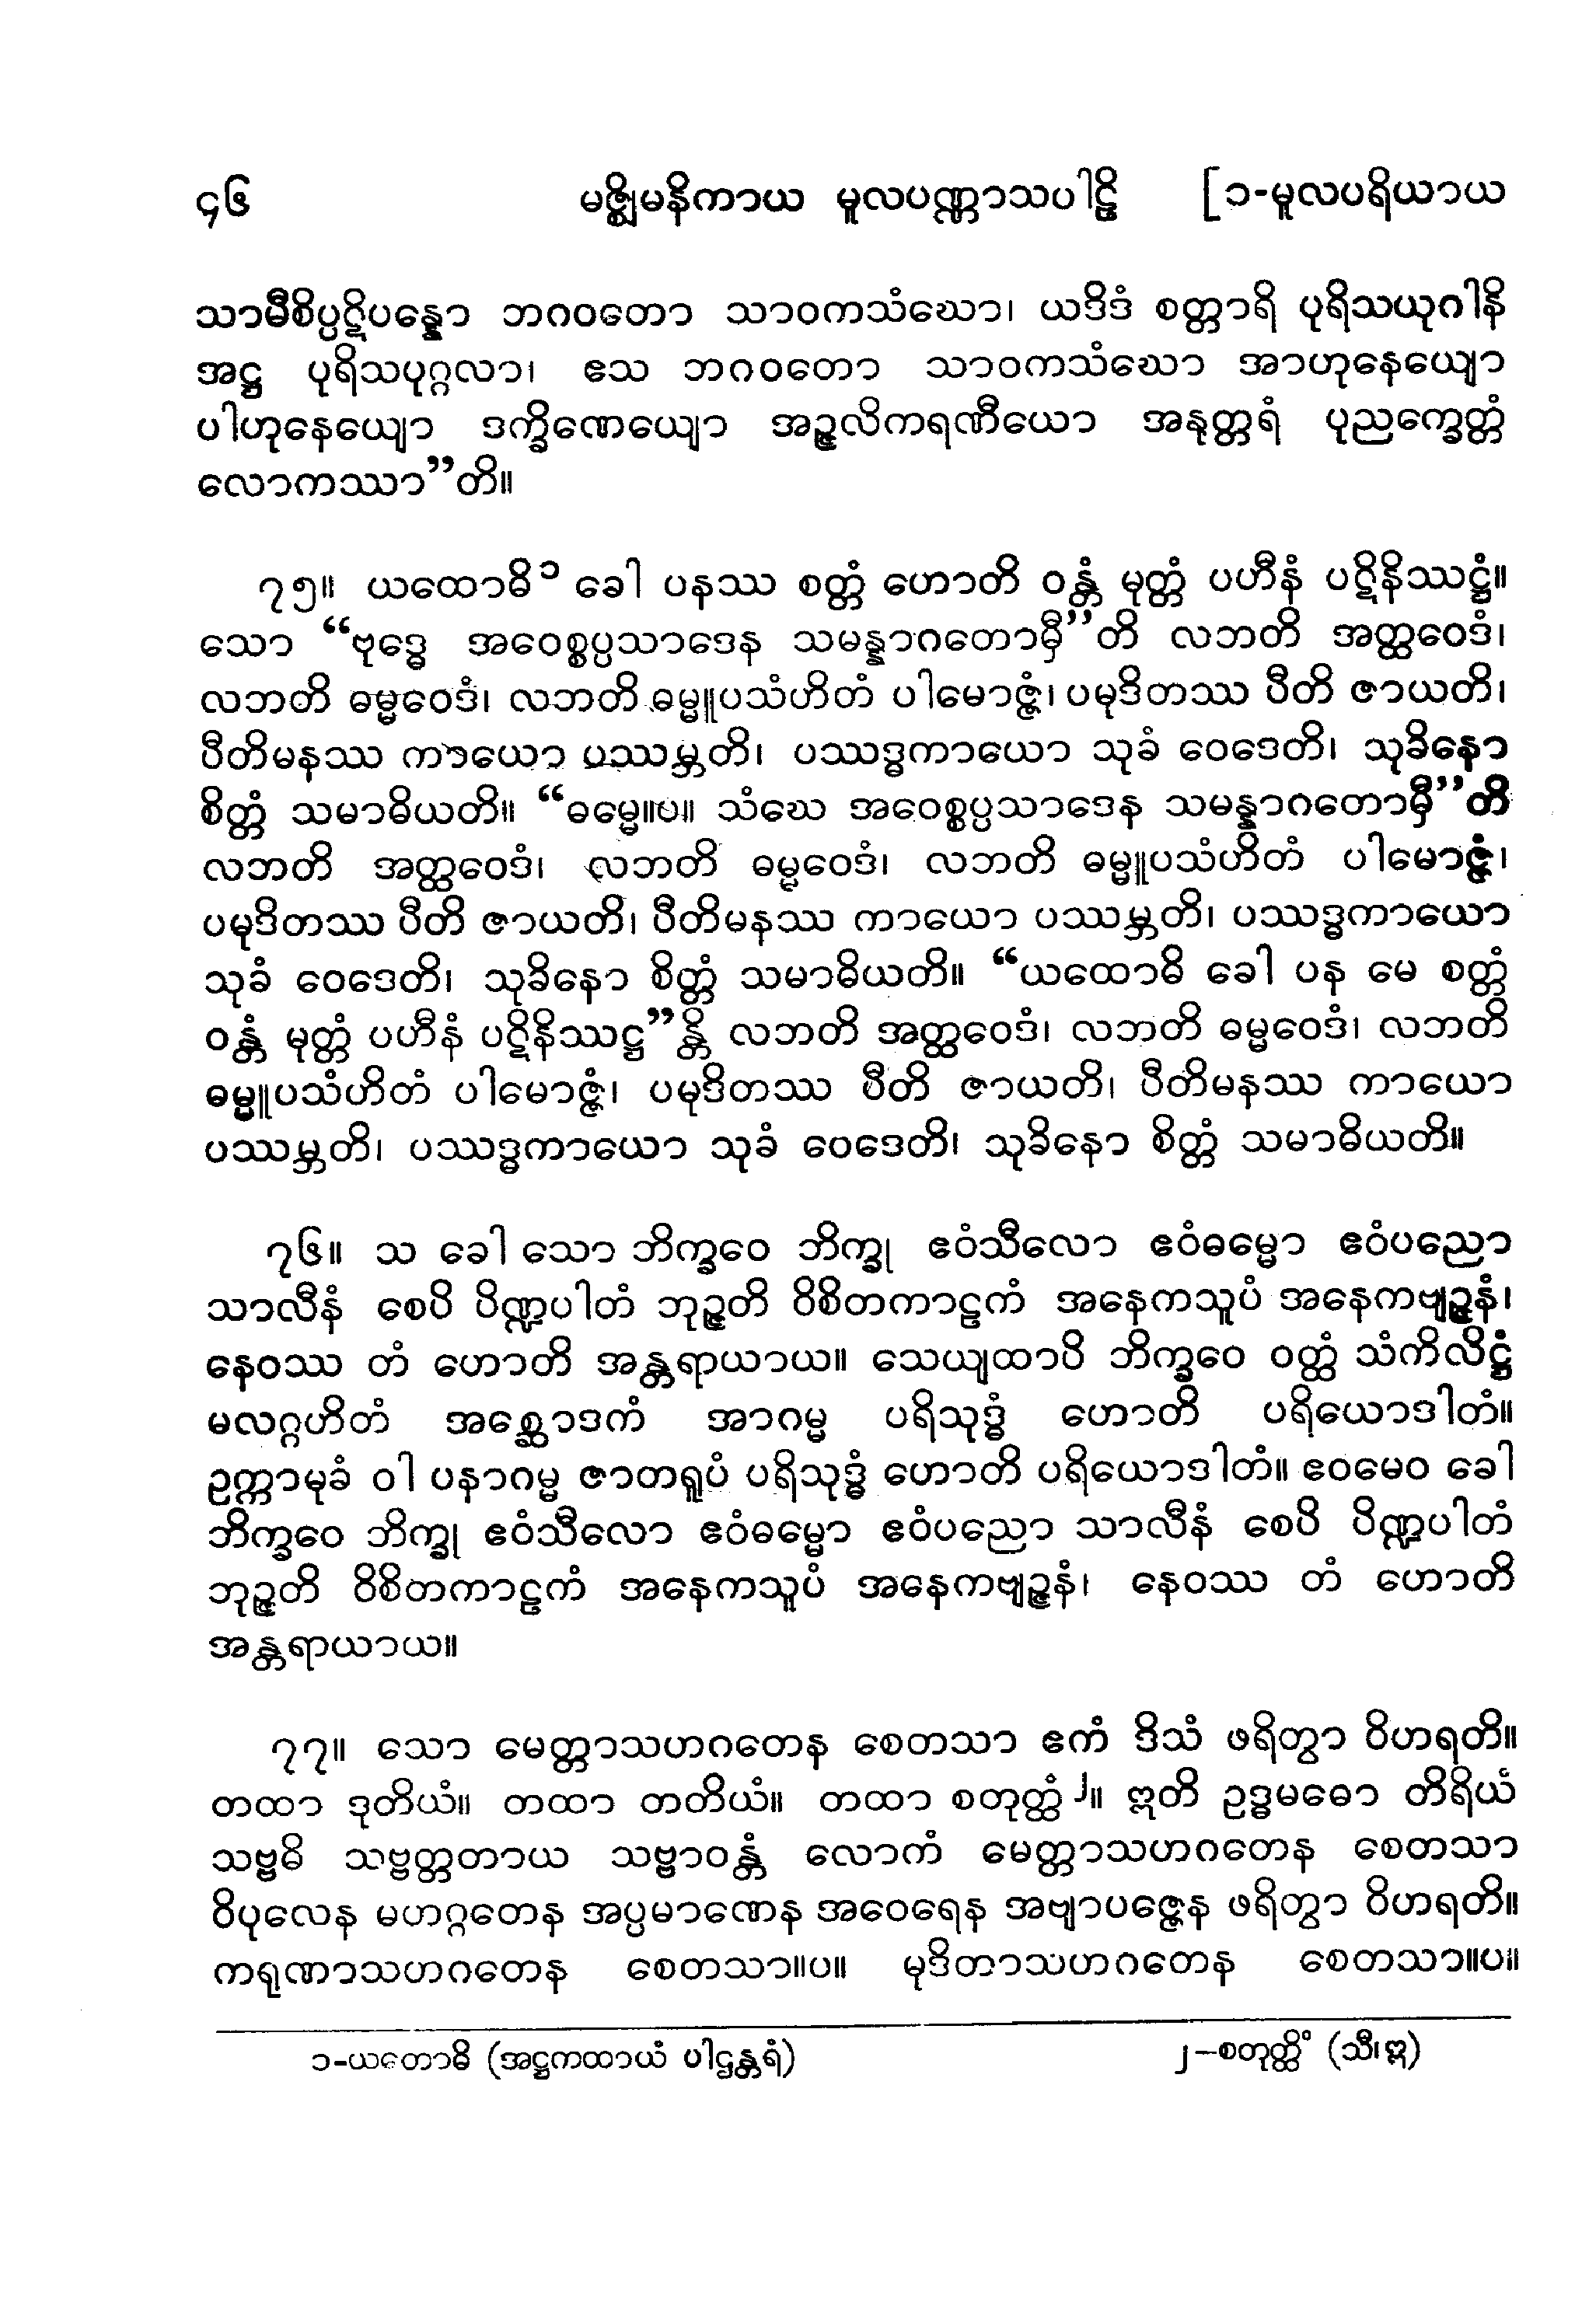 ၄၆ မဇ္ဈိမနိကာယ မူလပဏ္ဏာသပါဠိ [၁-မူလပရိယာယ
သာမီစိပ္ပဋိပန္နော ဘဂဝတော သာဝကသံဃော၊ ယဒိဒံ စတ္တာရိ ပုရိသယုဂါနိ
အဋ္ဌ ပုရိသပုဂ္ဂလာ၊ ဧသ ဘဂဝတော သာဝကသံဃော အာဟုနေယျော
ပါဟုနေယျော ဒက္ခိဏေယျော အဉ္ဇလိကရဏီယော အနုတ္တရံ ပုညက္ခေတ္တံ
လောကဿာ”တိ။
၇၅။ ယထောဓိ၁ ခေါ ပနဿ စတ္တံ ဟောတိ ဝန္တံ မုတ္တံ ပဟီနံ ပဋိနိဿဋ္ဌံ။
သော “ဗုဒ္ဓေ အဝေစ္စပ္ပသာဒေန သမန္နာဂတောမှီ”တိ လဘတိ အတ္ထဝေဒံ၊
လဘတိ ဓမ္မဝေဒံ၊ လဘတိ ဓမ္မူပသံဟိတံ ပါမောဇ္ဇံ၊ ပမုဒိတဿ ပီတိ ဇာယတိ၊
ပီတိမနဿ ကာယော ပဿမ္ဘတိ၊ ပဿဒ္ဓကာယော သုခံ ဝေဒေတိ၊ သုခိနော
စိတ္တံ သမာဓိယတိ။ “ဓမ္မေ။ပ။ သံဃေ အဝေစ္စပ္ပသာဒေန သမန္နာဂတောမှီ”တိ
လဘတိ အတ္ထဝေဒံ၊ လဘတိ ဓမ္မဝေဒံ၊ လဘတိ ဓမ္မူပသံဟိတံ ပါမောဇ္ဇံ၊
ပမုဒိတဿ ပီတိ ဇာယတိ၊ ပီတိမနဿ ကာယော ပဿမ္ဘတိ၊ ပဿဒ္ဓကာယော
သုခံ ဝေဒေတိ၊ သုခိနော စိတ္တံ သမာဓိယတိ။ “ယထောဓိ ခေါ ပန မေ စတ္တံ
ဝန္တံ မုတ္တံ ပဟီနံ ပဋိနိဿဋ္ဌ”န္တိ လဘတိ အတ္ထဝေဒံ၊ လဘတိ ဓမ္မဝေဒံ၊ လဘတိ
ဓမ္မူပသံဟိတံ ပါမောဇ္ဇံ၊ ပမုဒိတဿ ပီတိ ဇာယတိ၊ ပီတိမနဿ ကာယော
ပဿမ္ဘတိ၊ ပဿဒ္ဓကာယော သုခံ ဝေဒေတိ၊ သုခိနော စိတ္တံ သမာဓိယတိ။
၇၆။ သ ခေါ သော ဘိက္ခဝေ ဘိက္ခု ဧဝံသီလော ဧဝံဓမ္မော ဧဝံပညော
သာလီနံ စေပိ ပိဏ္ဍပါတံ ဘုဉ္ဇတိ ဝိစိတကာဠကံ အနေကသူပံ အနေကဗျဉ္ဇနံ၊
နေဝဿ တံ ဟောတိ အန္တရာယာယ။ သေယျထာပိ ဘိက္ခဝေ ဝတ္ထံ သံကိလိဋ္ဌံ
မလဂ္ဂဟိတံ အစ္ဆောဒကံ အာဂမ္မ ပရိသုဒ္ဓံ ဟောတိ ပရိယောဒါတံ။
ဥက္ကာမုခံ ဝါ ပနာဂမ္မ ဇာတရူပံ ပရိသုဒ္ဓံ ဟောတိ ပရိယောဒါတံ။ ဧဝမေဝ ခေါ
ဘိက္ခဝေ ဘိက္ခု ဧဝံသီလော ဧဝံဓမ္မော ဧဝံပညော သာလီနံ စေပိ ပိဏ္ဍပါတံ
ဘုဉ္ဇတိ ဝိစိတကာဠကံ အနေကသူပံ အနေကဗျဉ္ဇနံ၊ နေဝဿ တံ ဟောတိ
အန္တရာယာယ။
၇၇။ သော မေတ္တာသဟဂတေန စေတသာ ဧကံ ဒိသံ ဖရိတွာ ဝိဟရတိ။
တထာ ဒုတိယံ။ တထာ တတိယံ။ တထာ စတုတ္ထံ၂။ ဣတိ ဥဒ္ဓမဓော တိရိယံ
သဗ္ဗဓိ သဗ္ဗတ္တတာယ သဗ္ဗာဝန္တံ လောကံ မေတ္တာသဟဂတေန စေတသာ
ဝိပုလေန မဟဂ္ဂတေန အပ္ပမာဏေန အဝေရေန အဗျာပဇ္ဇေန ဖရိတွာ ဝိဟရတိ။
ကရုဏာသဟဂတေန စေတသာ။ပ။ မုဒိတာသဟဂတေန စေတသာ။ပ။
၁-ယတောဓိ (အဋ္ဌကထာယံ ပါဌန္တရံ) ၂-စတုတ္ထိံ (သီ၊ဣ)